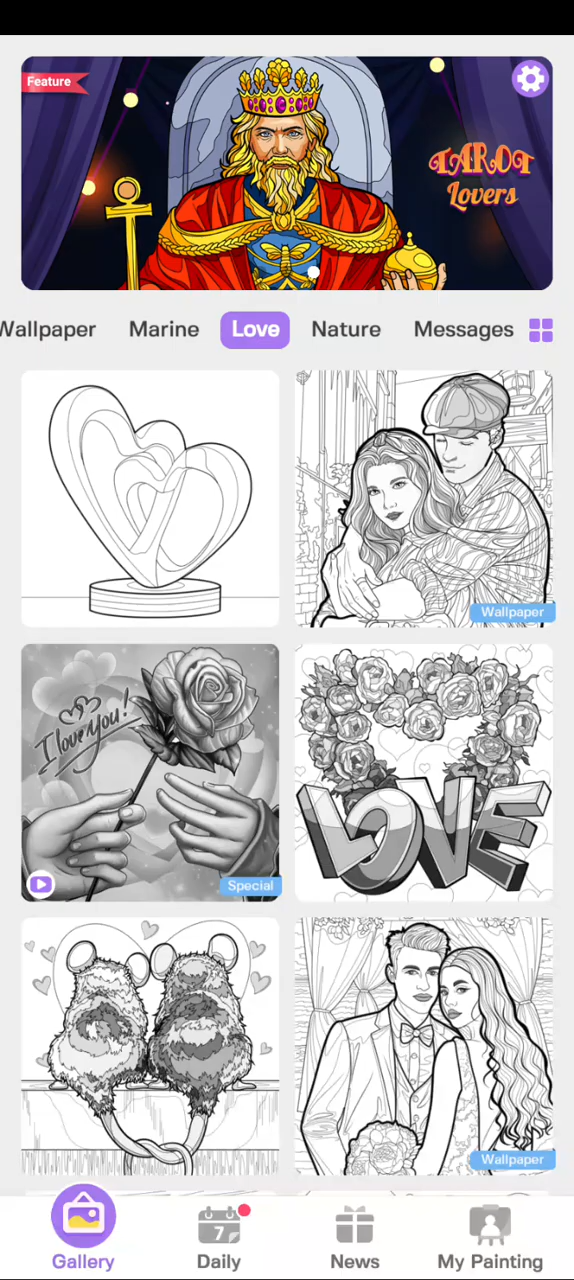 Feature
TAROT
Lovers
Wallpaper
Marine
Love
Nature
Messages
Wallpaper
I love you!
Special
LOVE
Wallpaper
7
Gallery
Daily
News
My Painting